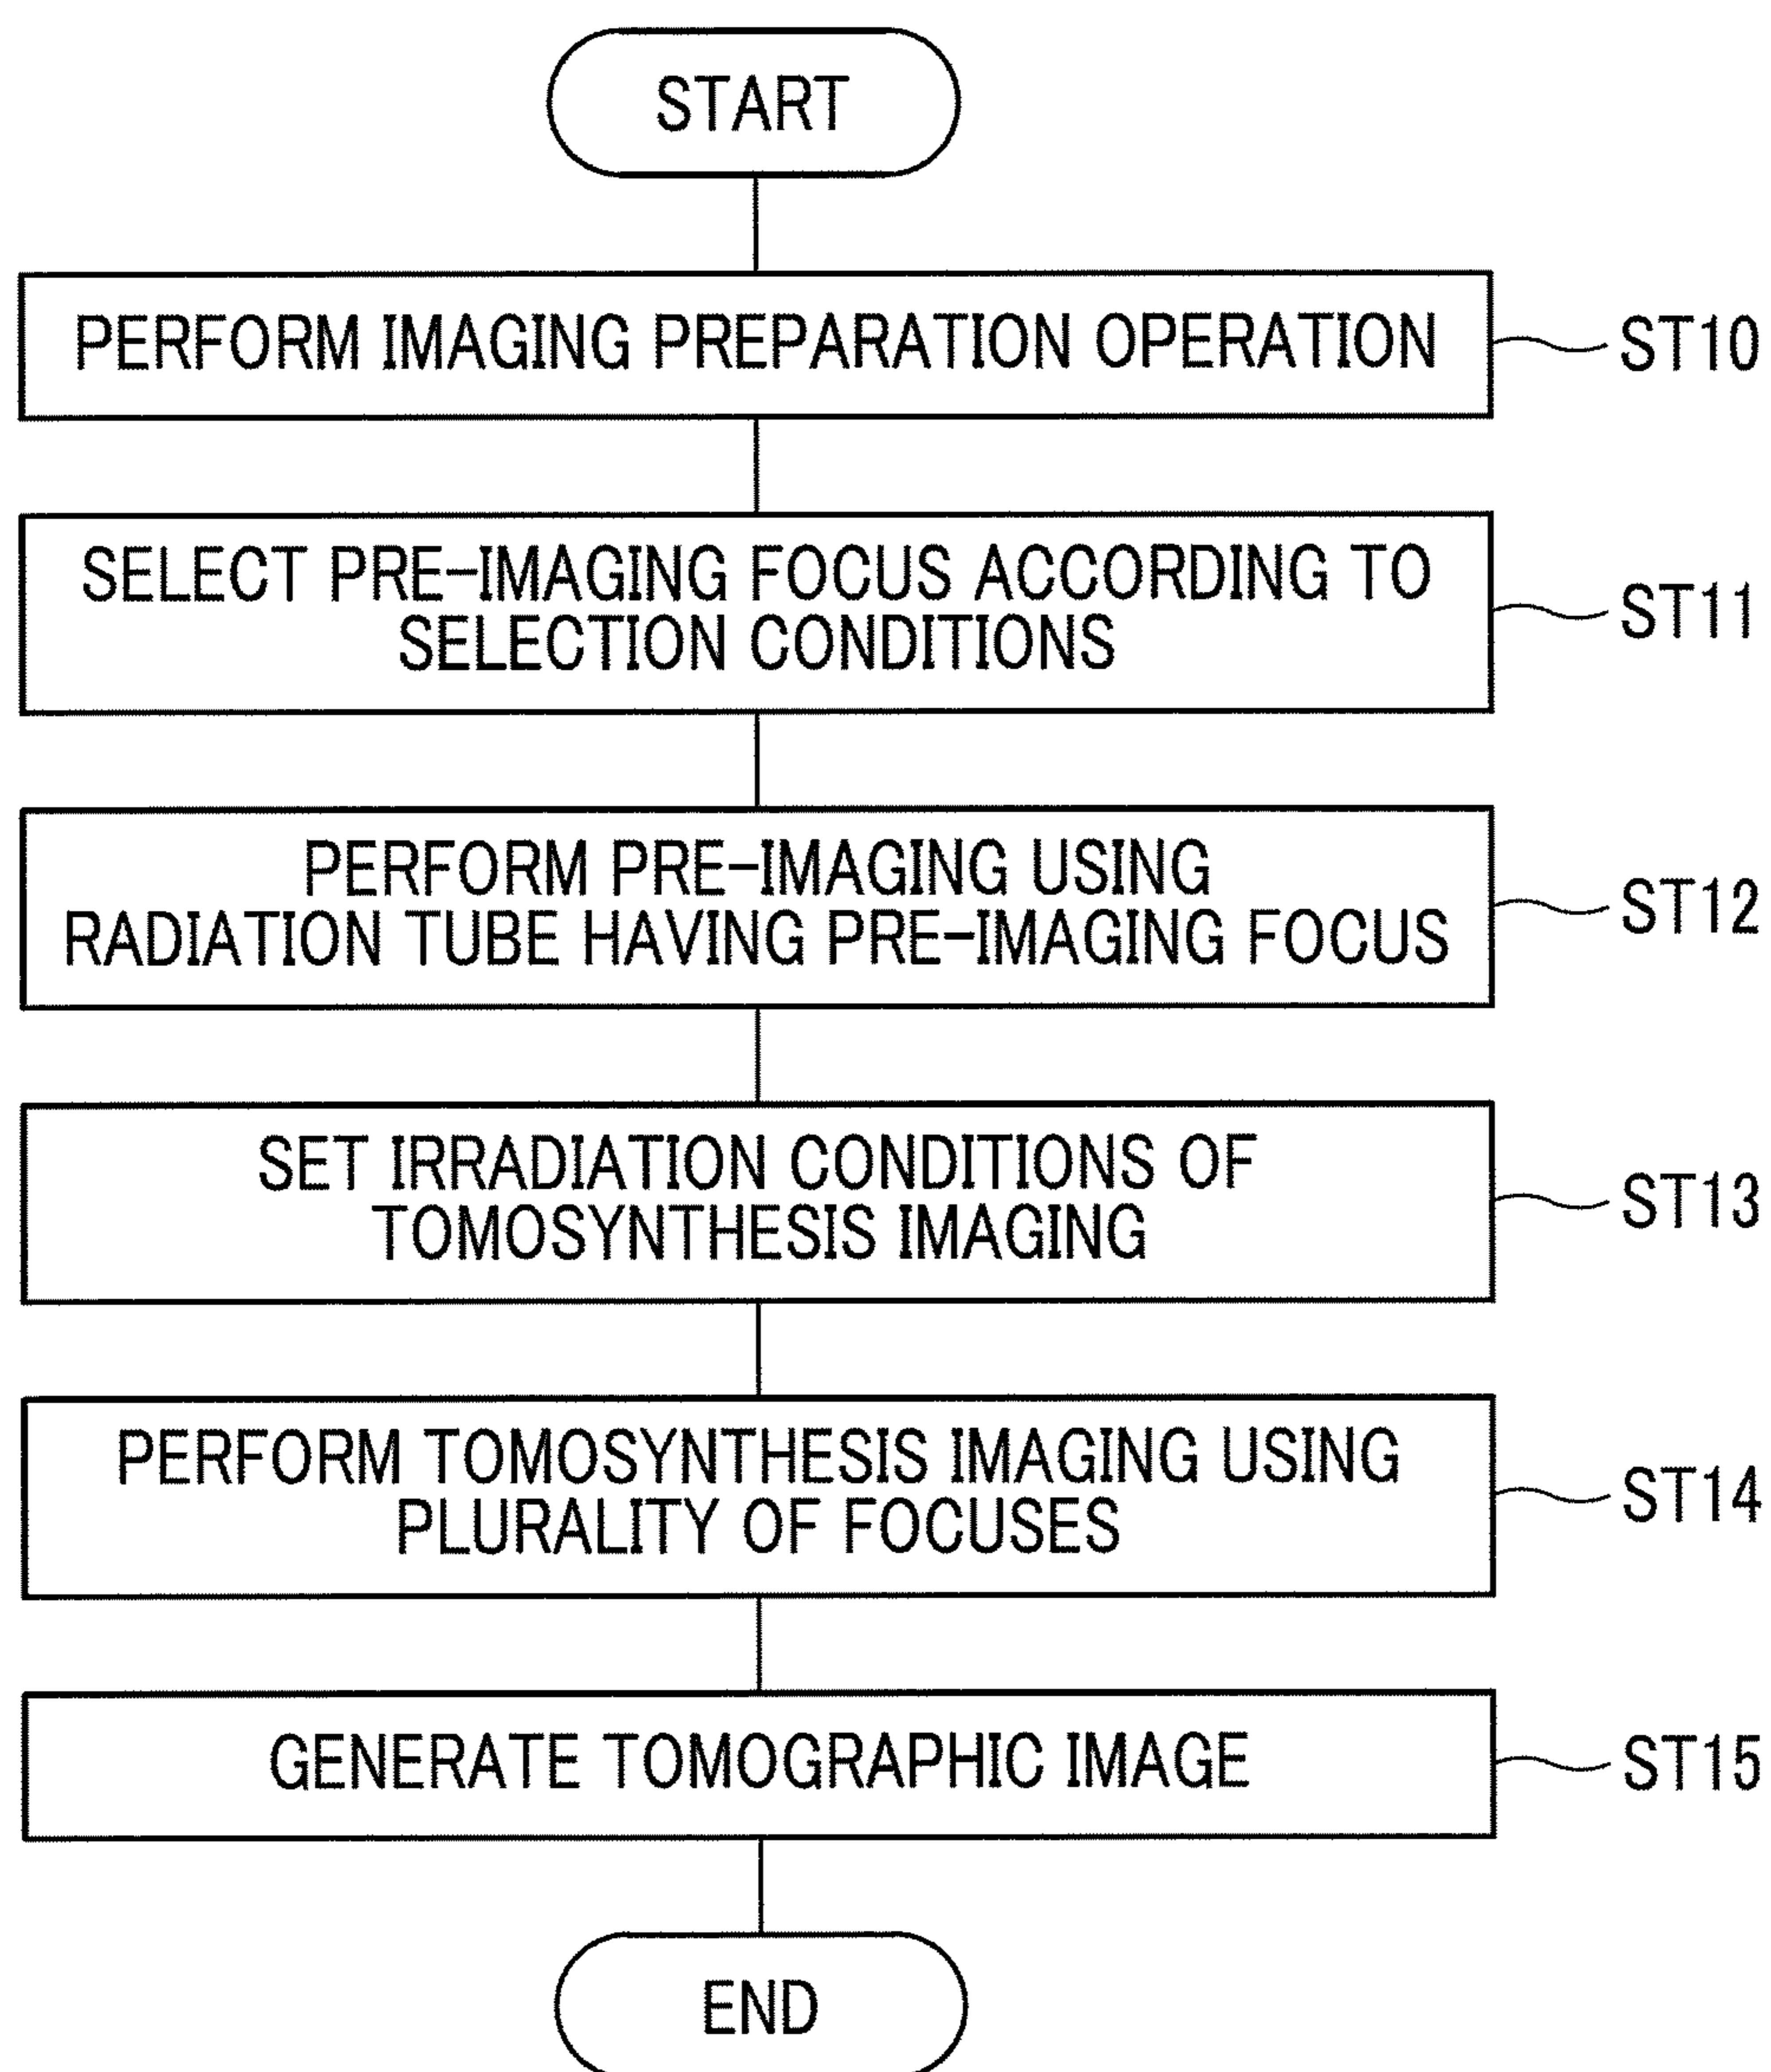 START
PERFORM IMAGING PREPARATION OPERATION
ST10
SELECT PRE-IMAGING FOCUS ACCORDING TO
SELECTION CONDITIONS
ST11
PERFORM PRE-IMAGING USING
RADIATION TUBE HAVING PRE-IMAGING FOCUS
ST12
SET IRRADIATION CONDITIONS OF
TOMOSYNTHESIS IMAGING
ST13
PERFORM TOMOSYNTHESIS IMAGING USING
PLURALITY OF FOCUSES
ST14
GENERATE TOMOGRAPHIC IMAGE
ST15
END